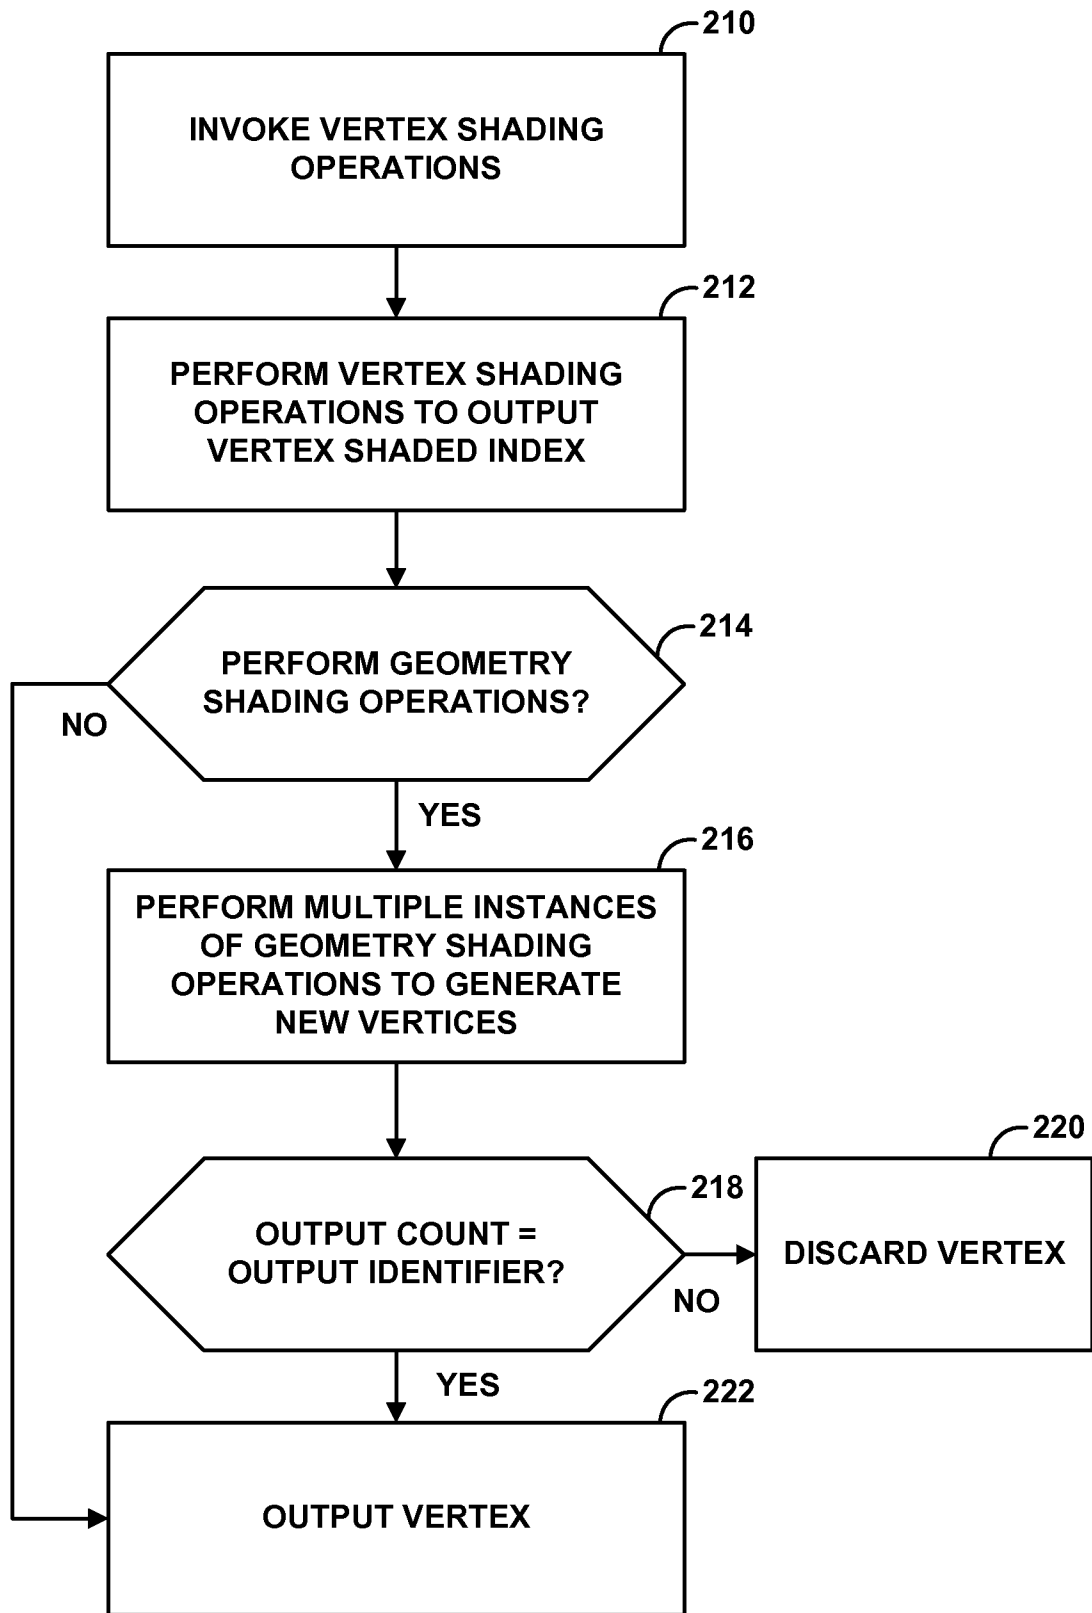 210
INVOKE VERTEX SHADING
OPERATIONS
212
PERFORM VERTEX SHADING
OPERATIONS TO OUTPUT
VERTEX SHADED INDEX
214
PERFORM GEOMETRY
SHADING OPERATIONS?
NO
YES
216
PERFORM MULTIPLE INSTANCES
OF GEOMETRY SHADING
OPERATIONS TO GENERATE
NEW VERTICES
218
OUTPUT COUNT =
OUTPUT IDENTIFIER?
NO
220
DISCARD VERTEX
YES
222
OUTPUT VERTEX